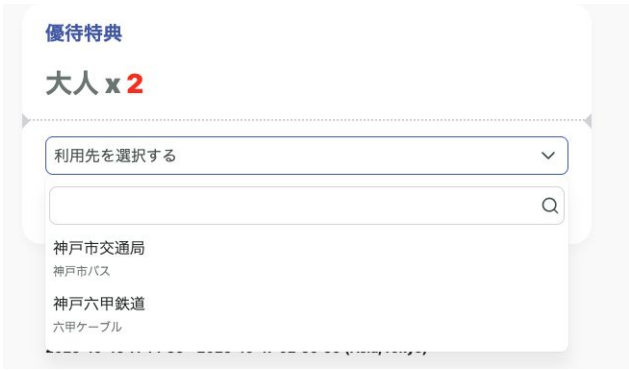 優待特典
大人 x 2
利用先を選択する
神戸市交通局
神戸市バス
神戸六甲鉄道
六甲ケーブル